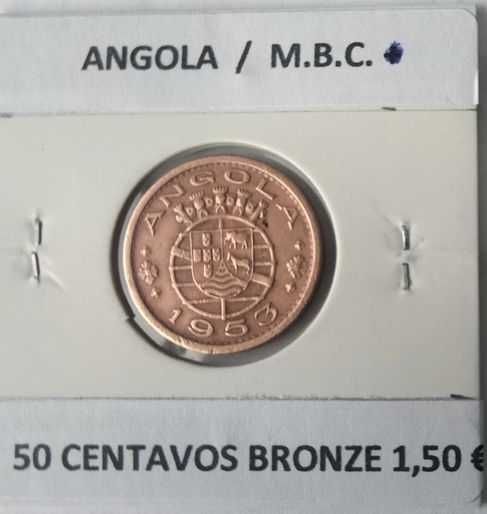 ANGOLA / M.B.C.
ANGOLA
1953
50 CENTAVOS BRONZE 1,50 €